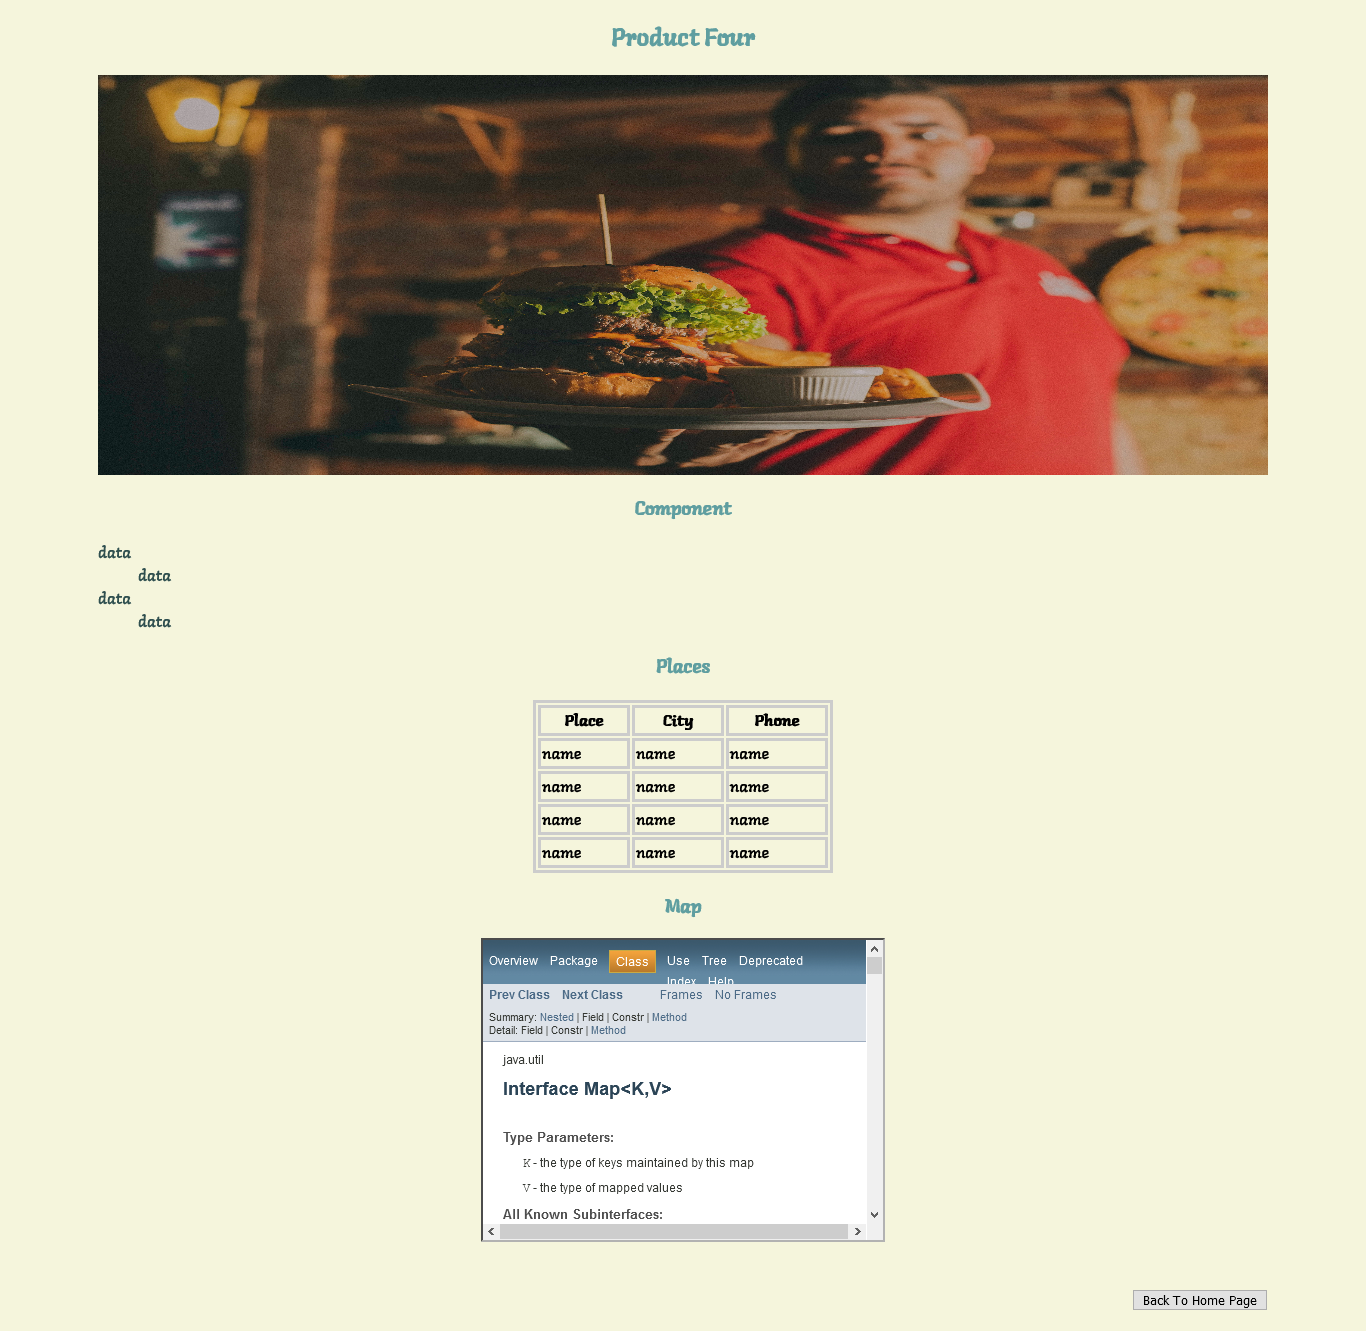 Product Four
Component
data
data
data
data
Places
Place City Phone
name name name
name name name
name name name
name name name
Map
Overview Package Class Use Tree Deprecated
Index Help
Prev Class Next Class Frames No Frames
Summary: Nested | Field | Constr | Method
Detail: Field | Constr | Method
java.util
Interface Map<K,V>
Type Parameters:
K - the type of keys maintained by this map
V - the type of mapped values
All Known Subinterfaces:
Back To Home Page